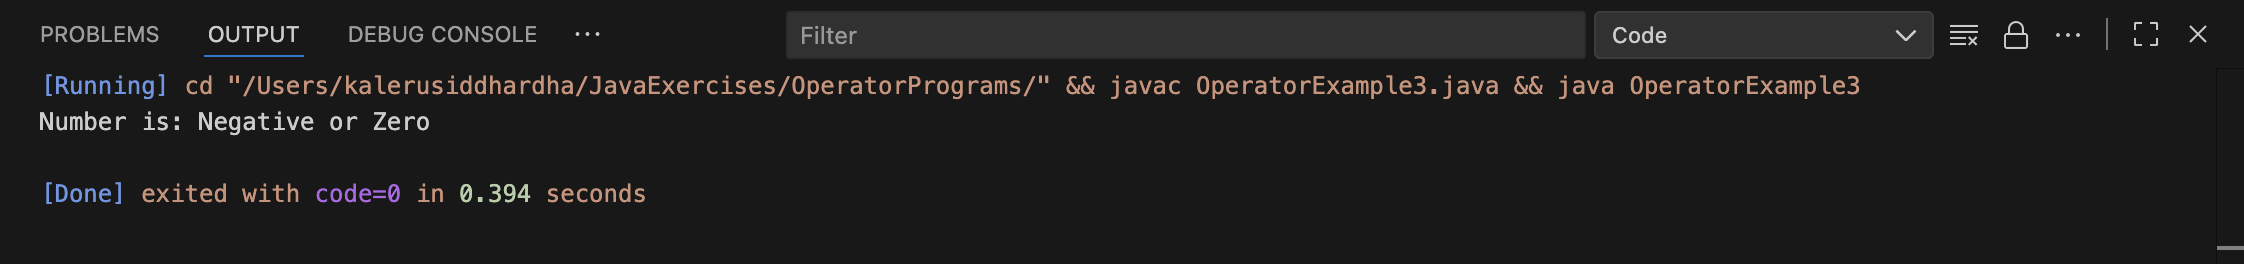 PROBLEMS OUTPUT DEBUG CONSOLE ··· Filter Code ···
[Running] cd "/Users/kalerusiddhardha/JavaExercises/OperatorPrograms/" && javac OperatorExample3.java && java OperatorExample3
Number is: Negative or Zero
[Done] exited with code=0 in 0.394 seconds